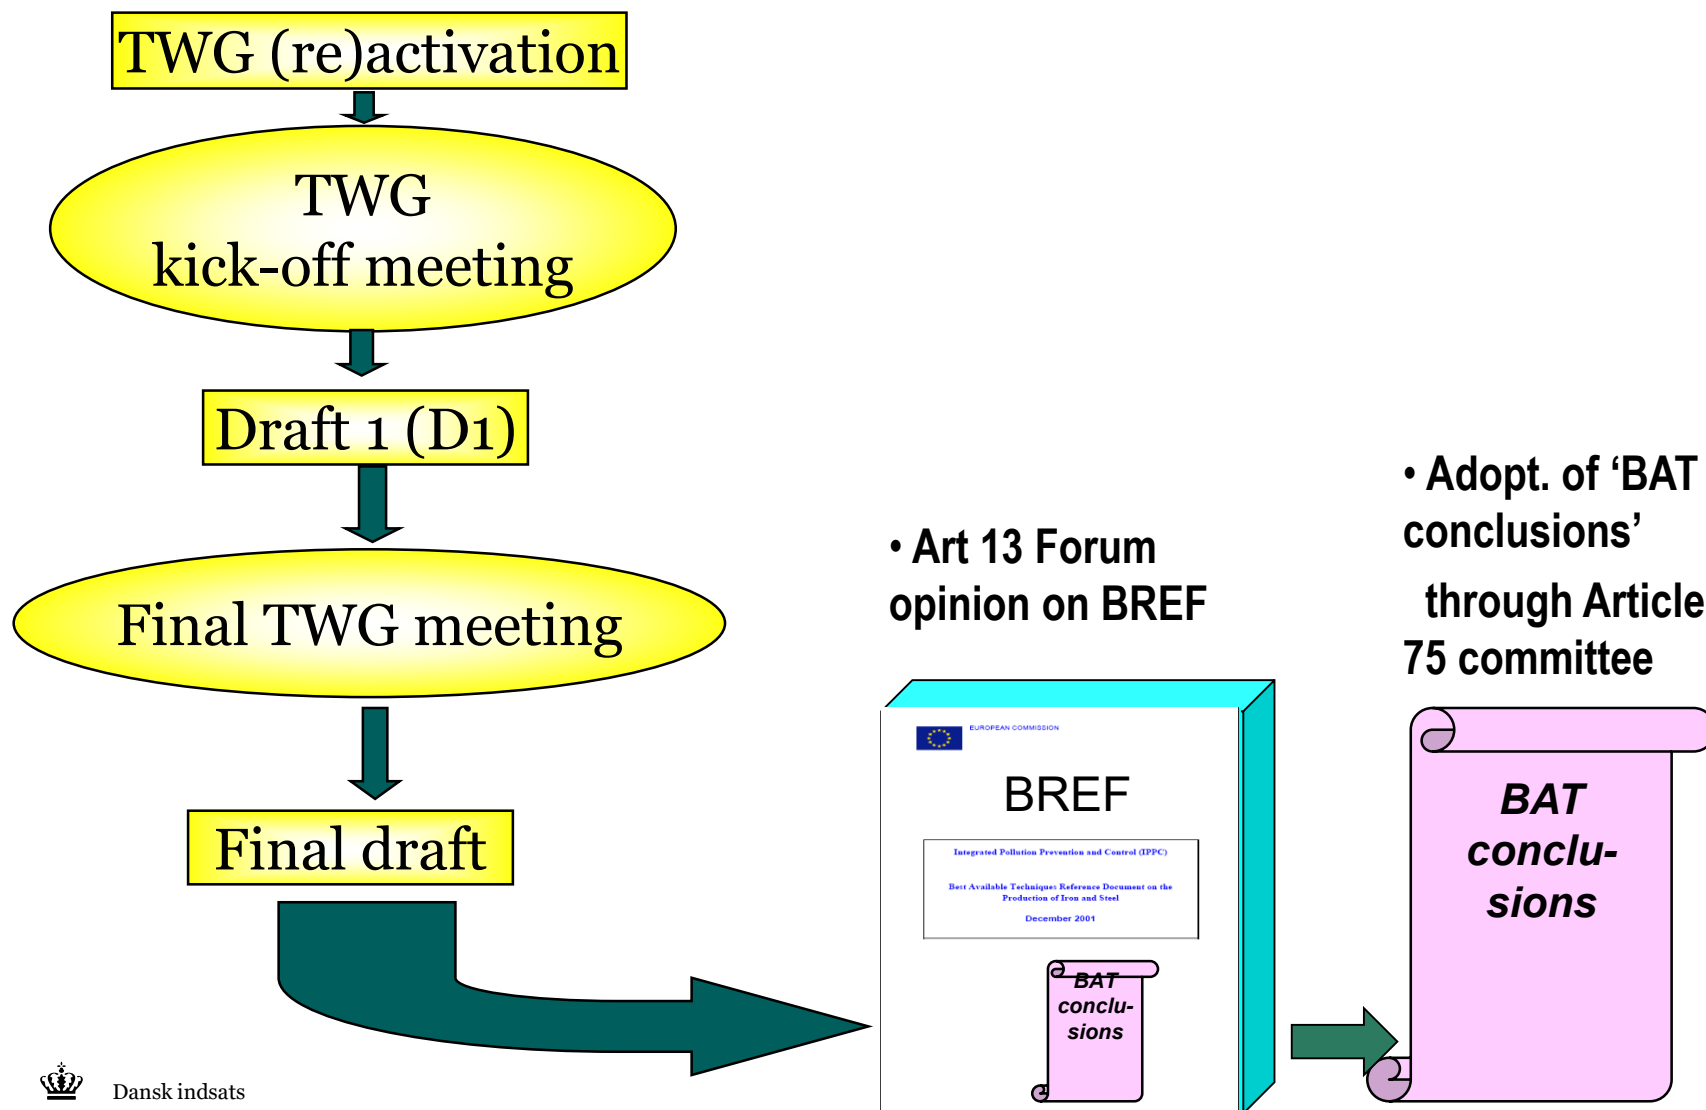 TWG (re)activation
TWG
kick-off meeting
Draft 1 (D1)
Final TWG meeting
Final draft
• Art 13 Forum
opinion on BREF
• Adopt. of ‘BAT
conclusions’
through Article
75 committee
EUROPEAN COMMISSION
BREF
Integrated Pollution Prevention and Control (IPPC)
Best Available Techniques Reference Document on the
Production of Iron and Steel
December 2001
BAT
conclu-
sions
BAT
conclu-
sions
Dansk indsats